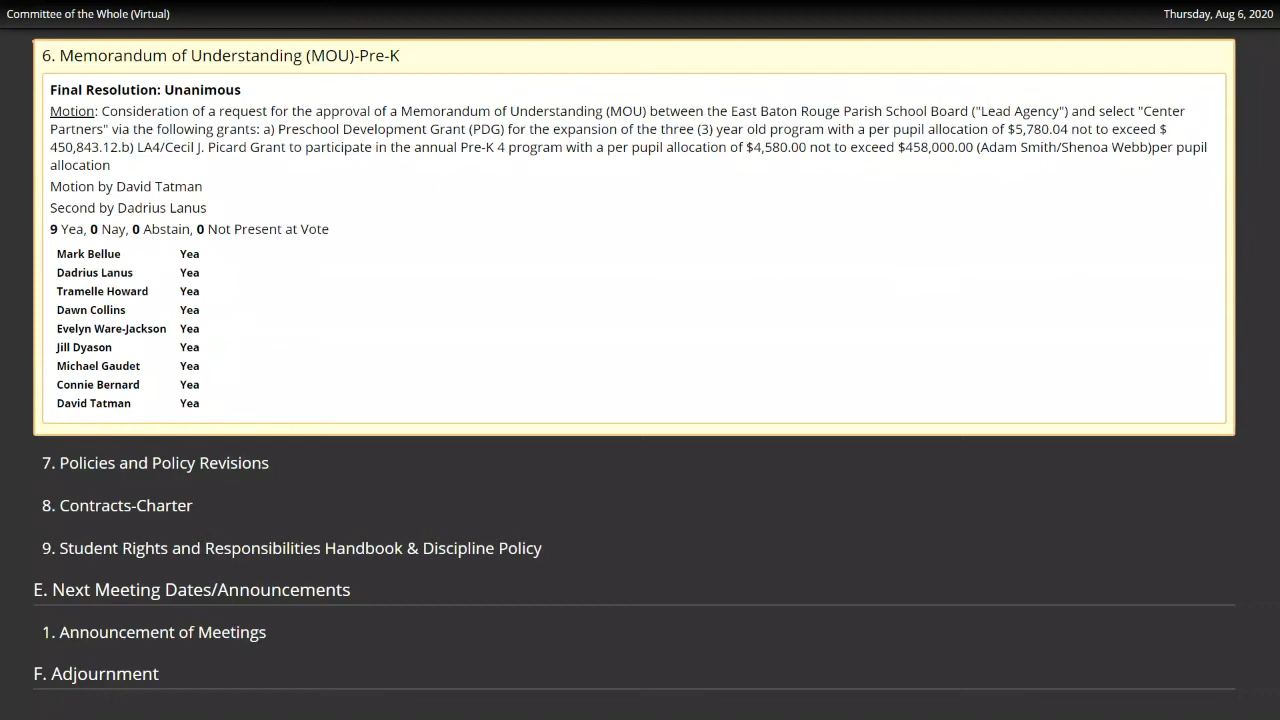 Committee of the Whole (Virtual)
Thursday, Aug 6, 2020
6. Memorandum of Understanding (MOU)-Pre-K
Final Resolution: Unanimous
Motion: Consideration of a request for the approval of a Memorandum of Understanding (MOU) between the East Baton Rouge Parish School Board ("Lead Agency") and select "Center
Partners" via the following grants: a) Preschool Development Grant (PDG) for the expansion of the three (3) year old program with a per pupil allocation of $5,780.04 not to exceed $
450,843.12.b) LA4/Cecil J. Picard Grant to participate in the annual Pre-K 4 program with a per pupil allocation of $4,580.00 not to exceed $458,000.00 (Adam Smith/Shenoa Webb)per pupil
allocation
Motion by David Tatman
Second by Dadrius Lanus
9 Yea, 0 Nay, 0 Abstain, 0 Not Present at Vote
Mark Bellue Yea
Dadrius Lanus Yea
Tramelle Howard Yea
Dawn Collins Yea
Evelyn Ware-Jackson Yea
Jill Dyason Yea
Michael Gaudet Yea
Connie Bernard Yea
David Tatman Yea
7. Policies and Policy Revisions
8. Contracts-Charter
9. Student Rights and Responsibilities Handbook & Discipline Policy
E. Next Meeting Dates/Announcements
1. Announcement of Meetings
F. Adjournment